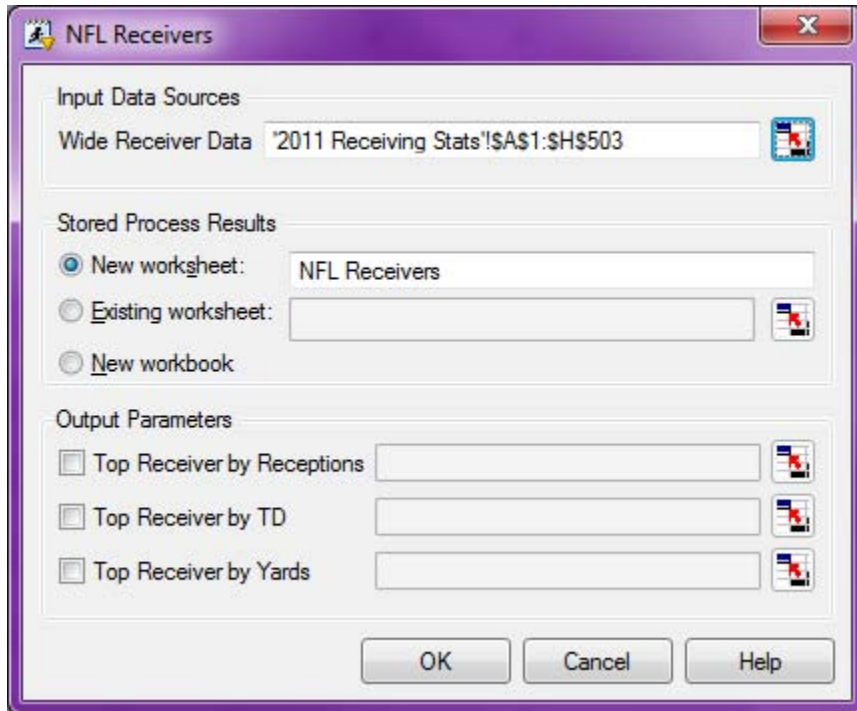 NFL Receivers
Input Data Sources
Wide Receiver Data '2011 Receiving Stats'!$A$1:$H$503
Stored Process Results
New worksheet: NFL Receivers
Existing worksheet:
New workbook
Output Parameters
Top Receiver by Receptions
Top Receiver by TD
Top Receiver by Yards
OK Cancel Help